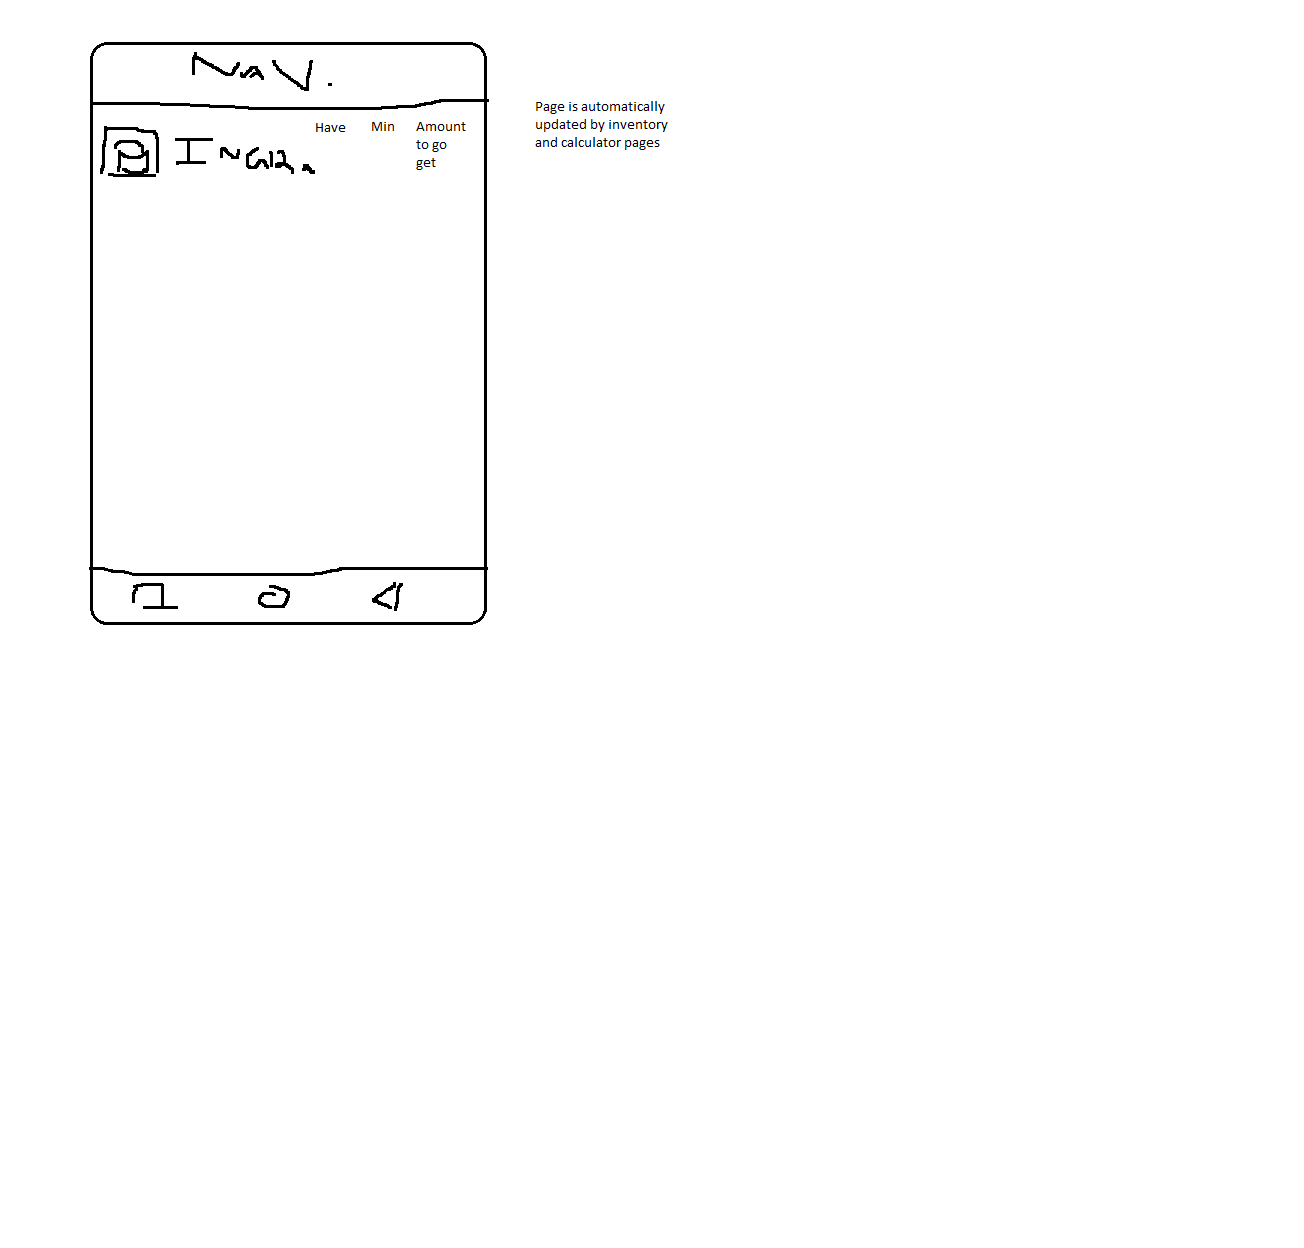 NaV.
Have Min Amount
to go
get
INGR.
Page is automatically
updated by inventory
and calculator pages